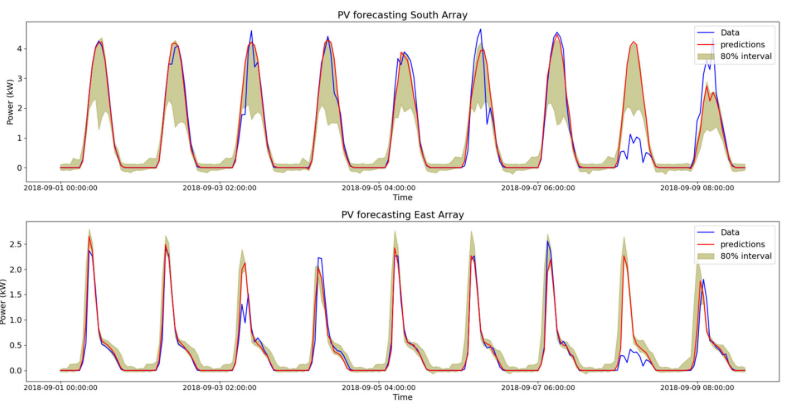 PV forecasting South Array
Power (kW)
4
3
2
1
0
Data
predictions
80% interval
2018-09-01 00:00:00
2018-09-03 02:00:00
2018-09-05 04:00:00
2018-09-07 06:00:00
2018-09-09 08:00:00
Time
PV forecasting East Array
Power (kW)
2.5
2.0
1.5
1.0
0.5
0.0
Data
predictions
80% interval
2018-09-01 00:00:00
2018-09-03 02:00:00
2018-09-05 04:00:00
2018-09-07 06:00:00
2018-09-09 08:00:00
Time